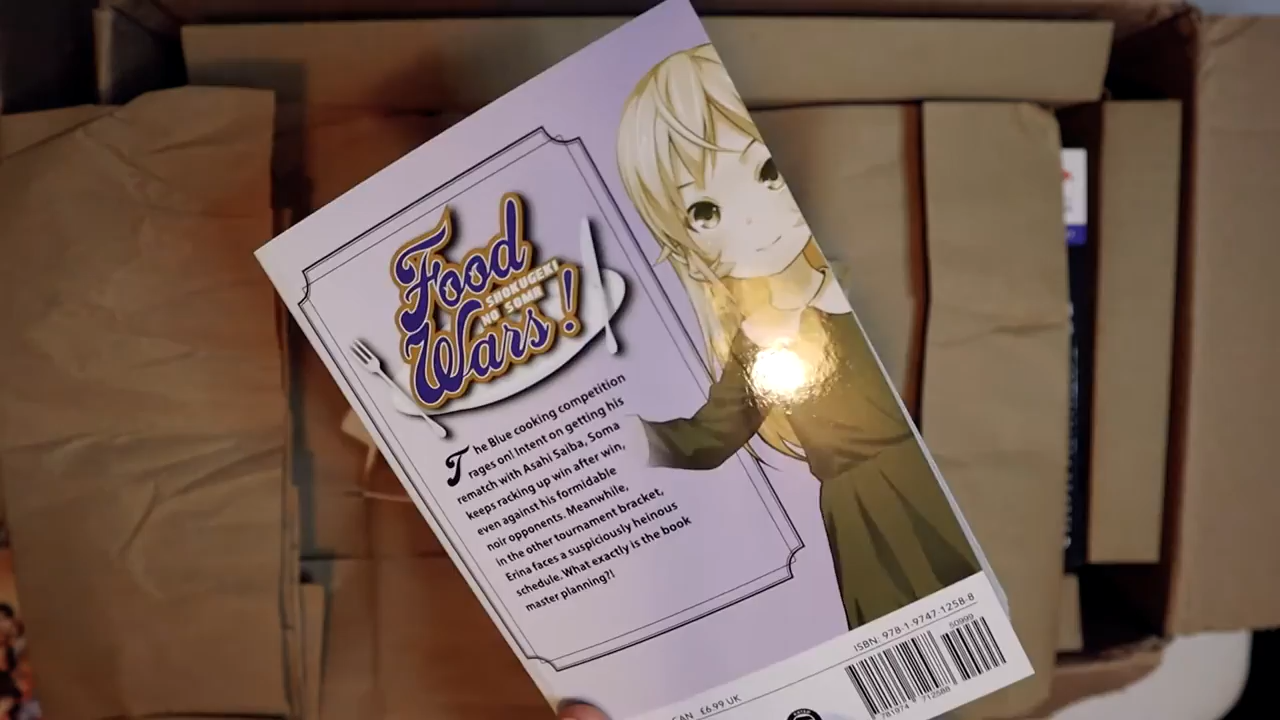 Food
SHOKUGEKI
NO SOMA
Wars!
The Blue cooking competition
rages on! Intent on getting his
rematch with Asahi Saiba, Soma
keeps racking up win after win,
even against his formidable
noir opponents. Meanwhile,
in the other tournament bracket,
Erina faces a suspiciously heinous
schedule. What exactly is the book
master planning?!
ISBN: 978-1-9747-1258-8
50999
781974 712588
CAN £6.99 UK